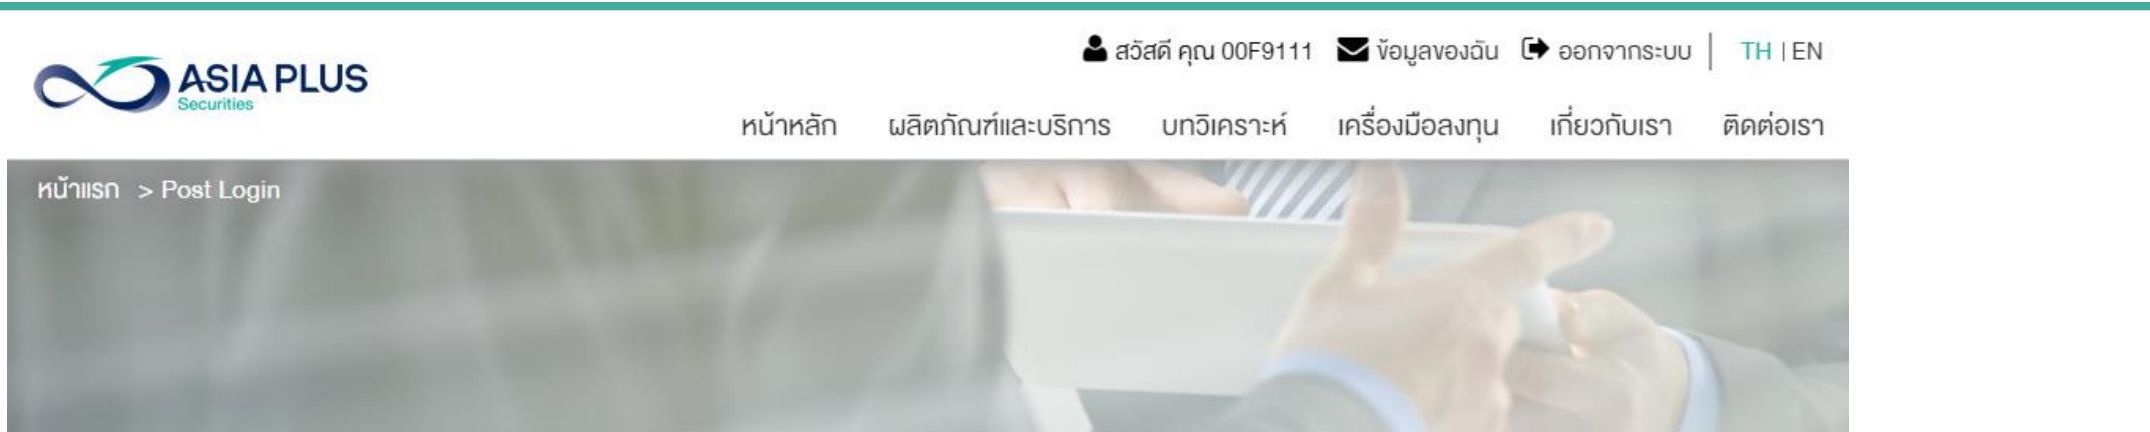 สวัสดี คุณ 00F9111 ข้อมูลของฉัน ออกจากระบบ | TH | EN
ASIA PLUS
Securities
หน้าหลัก ผลิตภัณฑ์และบริการ บทวิเคราะห์ เครื่องมือลงทุน เกี่ยวกับเรา ติดต่อเรา
หน้าแรก > Post Login